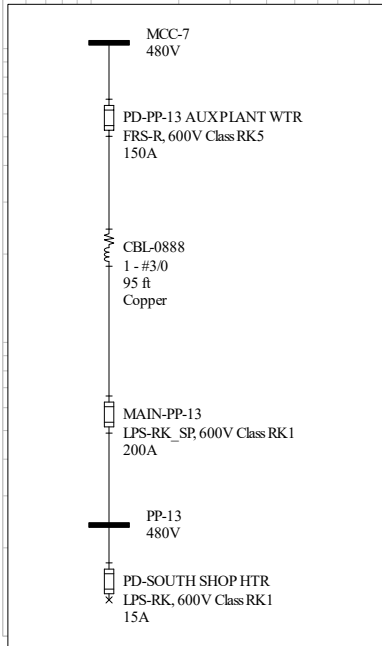 MCC-7
480V
PD-PP-13 AUX PLANT WTR
FRS-R, 600V Class RK5
150A
CBL-0888
1 - #3/0
95 ft
Copper
MAIN-PP-13
LPS-RK_SP, 600V Class RK1
200A
PP-13
480V
PD-SOUTH SHOP HTR
LPS-RK, 600V Class RK1
15A